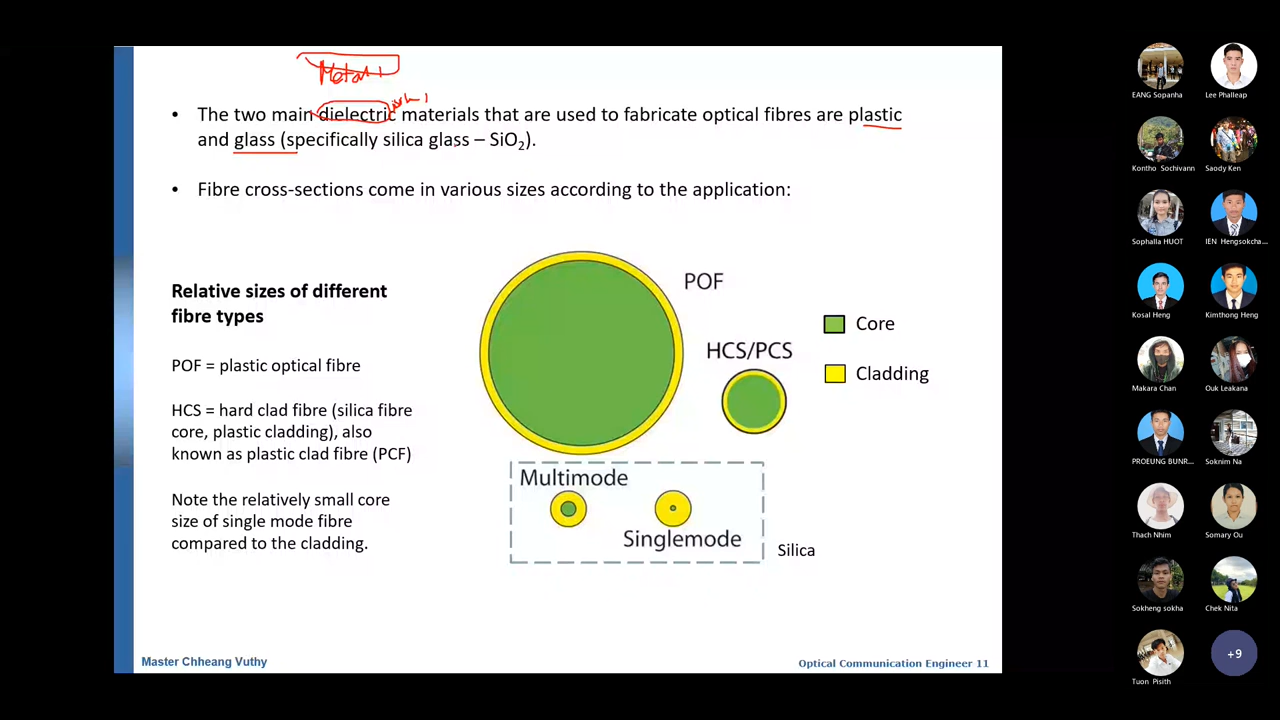 Metal
• The two main dielectric materials that are used to fabricate optical fibres are plastic
and glass (specifically silica glass – SiO₂).
• Fibre cross-sections come in various sizes according to the application:
Relative sizes of different
fibre types
POF = plastic optical fibre
HCS = hard clad fibre (silica fibre
core, plastic cladding), also
known as plastic clad fibre (PCF)
Note the relatively small core
size of single mode fibre
compared to the cladding.
POF
HCS/PCS
Core
Cladding
Multimode
Singlemode
Silica
Master Chheang Vuthy
Optical Communication Engineer 11
EANG Sopanha
Lee Phalleap
Kontho Sochivann
Saody Ken
Sophalla HUOT
IEN Hengsokcha...
Kosal Heng
Kimthong Heng
Makara Chan
Ouk Leakana
PROEUNG BUNR...
Soknim Na
Thach Nhim
Somary Ou
Sokheng sokha
Chek Nita
Tuon Pisith
+9